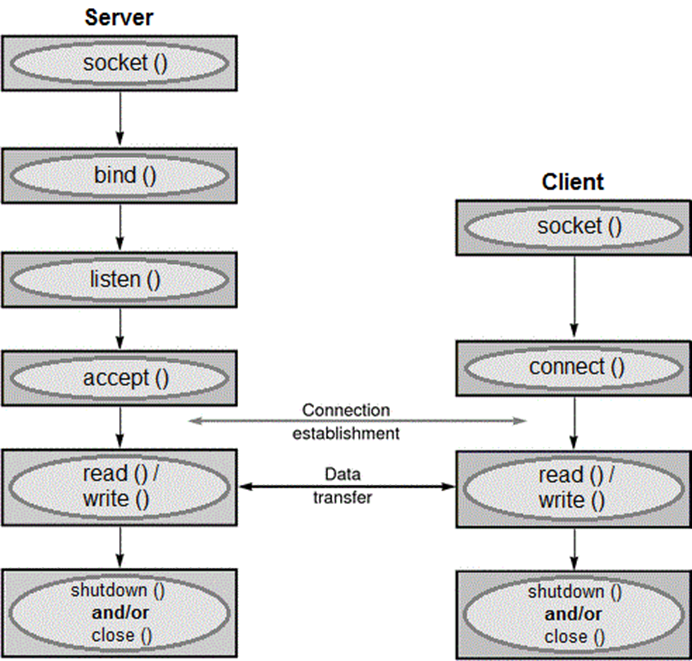 Server
socket ()
bind ()
listen ()
accept ()
read () /
write ()
shutdown ()
and/or
close ()
Connection
establishment
Data
transfer
Client
socket ()
connect ()
read () /
write ()
shutdown ()
and/or
close ()